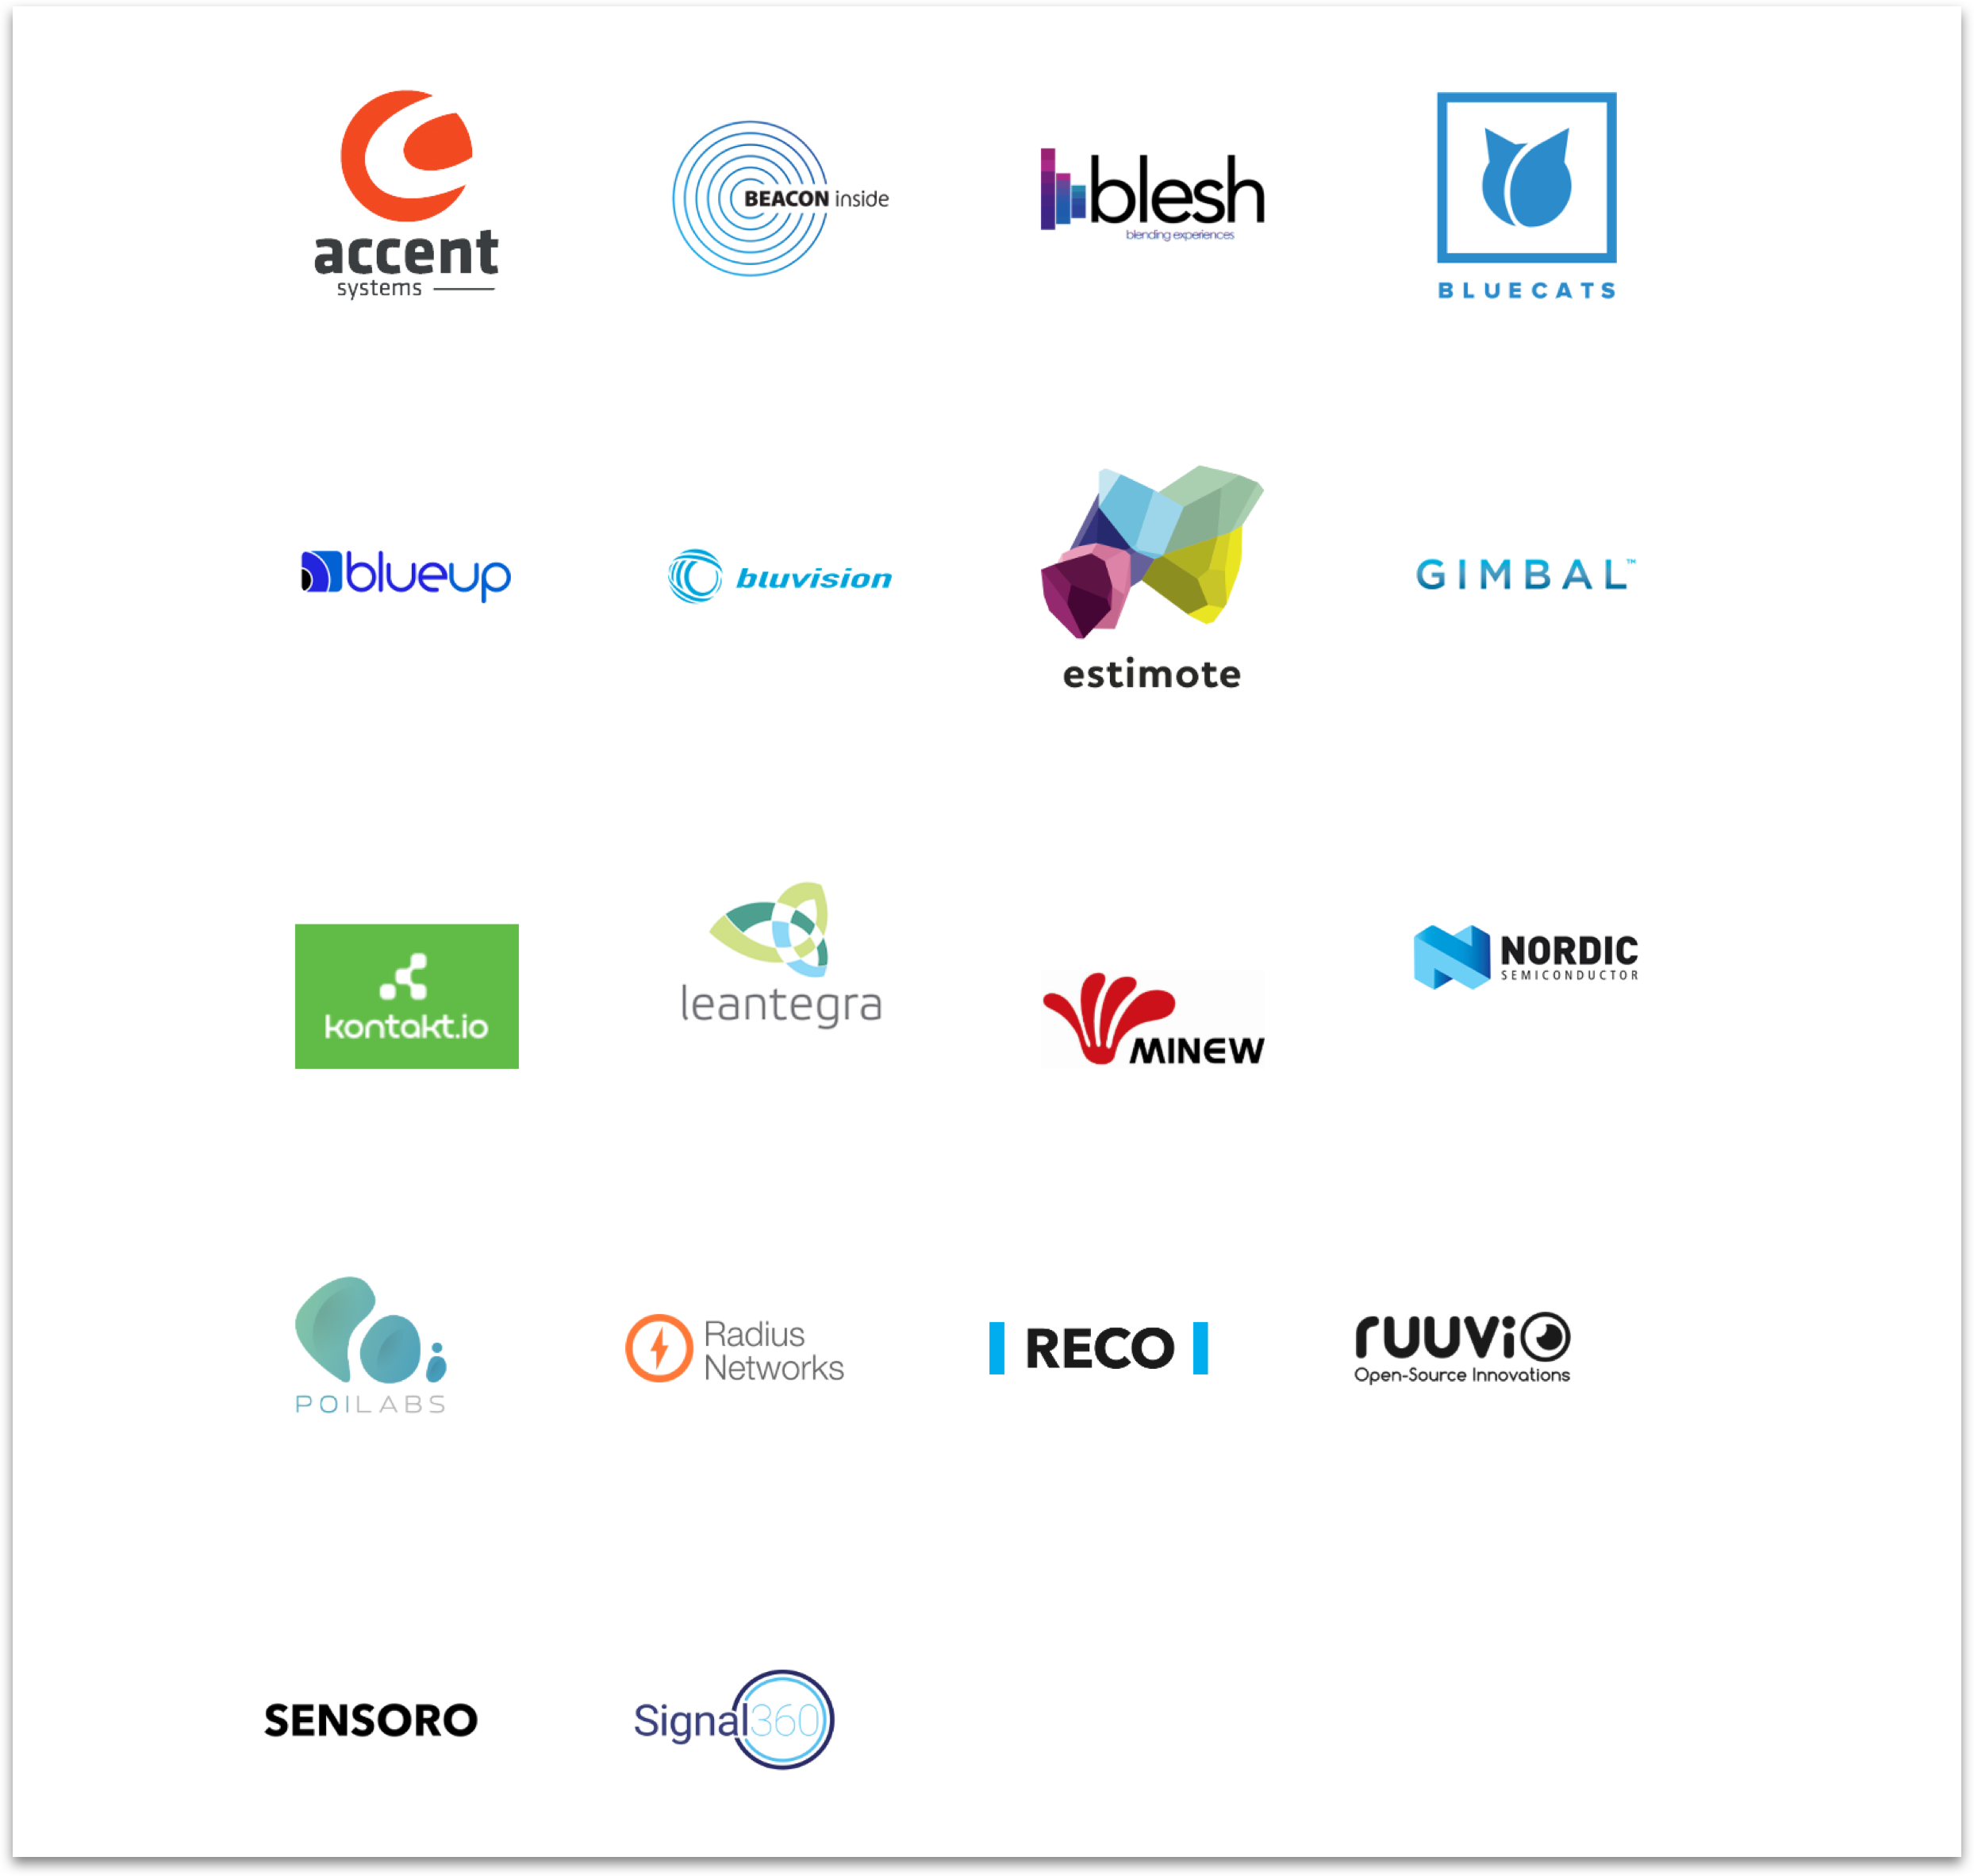 accent
systems
BEACON inside
blesh
blending experiences
BLUECATS
blueup
bluvision
estimote
GIMBAL™
kontakt.io
leantegra
MINEW
NORDIC
SEMICONDUCTOR
POILABS
Radius
Networks
RECO
ruuvi
Open-Source Innovations
SENSORO
Signal360